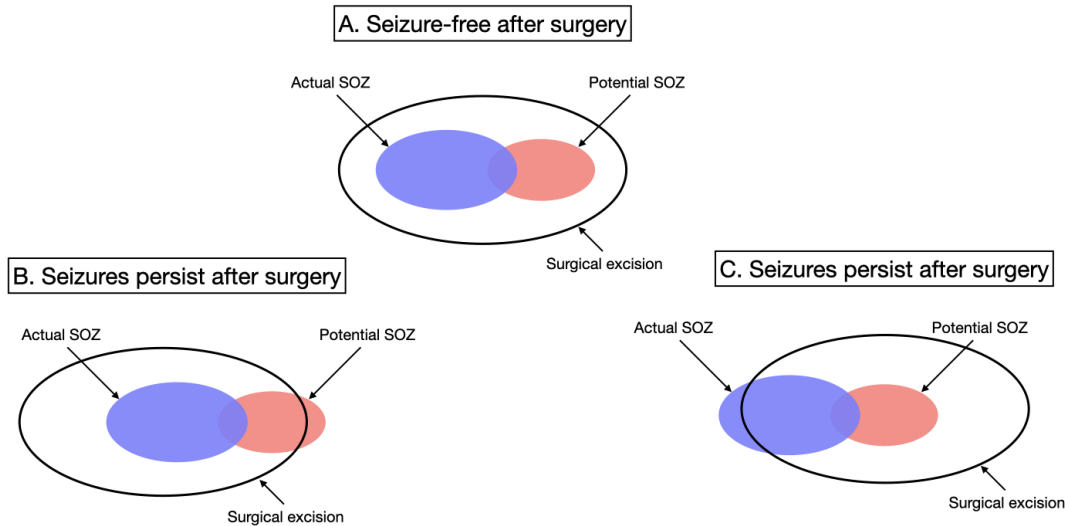 A. Seizure-free after surgery
Actual SOZ
Potential SOZ
Surgical excision
B. Seizures persist after surgery
Actual SOZ
Potential SOZ
Surgical excision
C. Seizures persist after surgery
Actual SOZ
Potential SOZ
Surgical excision